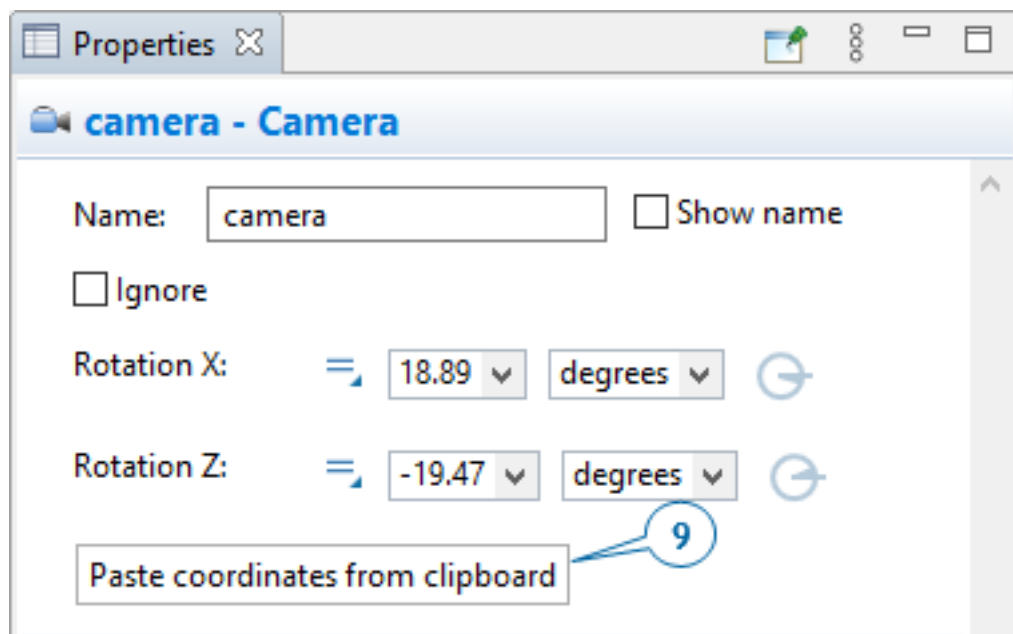 Properties
camera - Camera
Name: camera Show name
Ignore
Rotation X: 18.89 degrees
Rotation Z: -19.47 degrees
9
Paste coordinates from clipboard